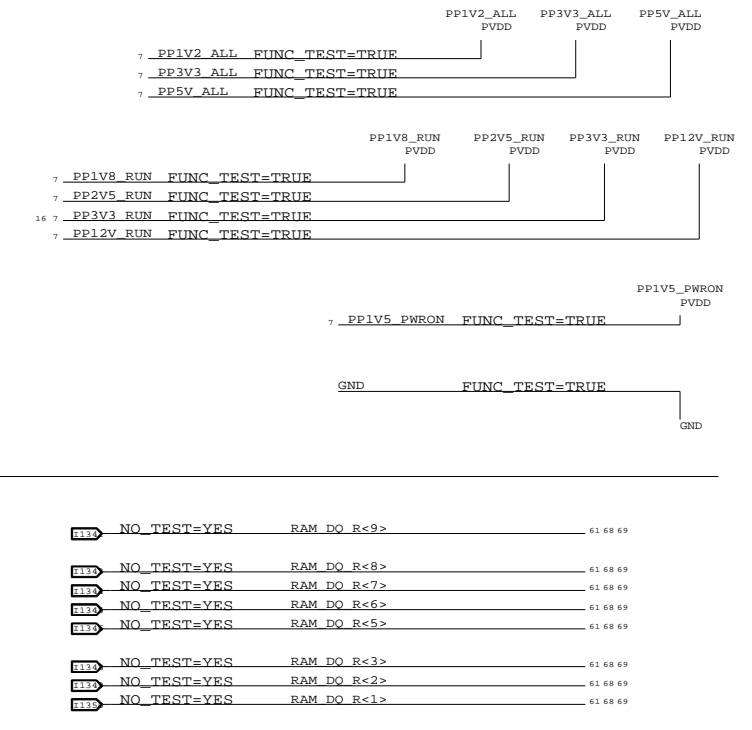 PP1V2_ALL PP3V3_ALL PP5V_ALL
PVDD PVDD PVDD
7 PP1V2_ALL FUNC_TEST=TRUE
7 PP3V3_ALL FUNC_TEST=TRUE
7 PP5V_ALL FUNC_TEST=TRUE
PP1V8_RUN PP2V5_RUN PP3V3_RUN PP12V_RUN
PVDD PVDD PVDD PVDD
7 PP1V8_RUN FUNC_TEST=TRUE
7 PP2V5_RUN FUNC_TEST=TRUE
16 7 PP3V3_RUN FUNC_TEST=TRUE
7 PP12V_RUN FUNC_TEST=TRUE
PP1V5_PWRON
PVDD
7 PP1V5_PWRON FUNC_TEST=TRUE
GND FUNC_TEST=TRUE
GND
I134 NO_TEST=YES RAM_DQ_R<9> 61 68 69
I134 NO_TEST=YES RAM_DQ_R<8> 61 68 69
I134 NO_TEST=YES RAM_DQ_R<7> 61 68 69
I134 NO_TEST=YES RAM_DQ_R<6> 61 68 69
I134 NO_TEST=YES RAM_DQ_R<5> 61 68 69
I134 NO_TEST=YES RAM_DQ_R<3> 61 68 69
I134 NO_TEST=YES RAM_DQ_R<2> 61 68 69
I135 NO_TEST=YES RAM_DQ_R<1> 61 68 69